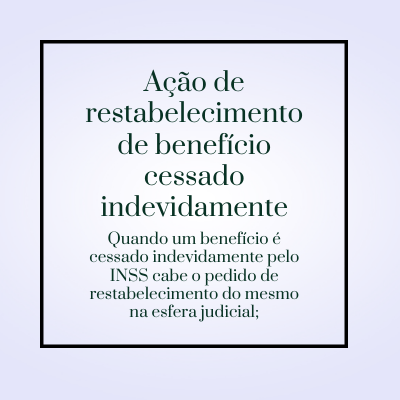 Ação de
restabelecimento
de benefício
cessado
indevidamente
Quando um benefício é
cessado indevidamente pelo
INSS cabe o pedido de
restabelecimento do mesmo
na esfera judicial;